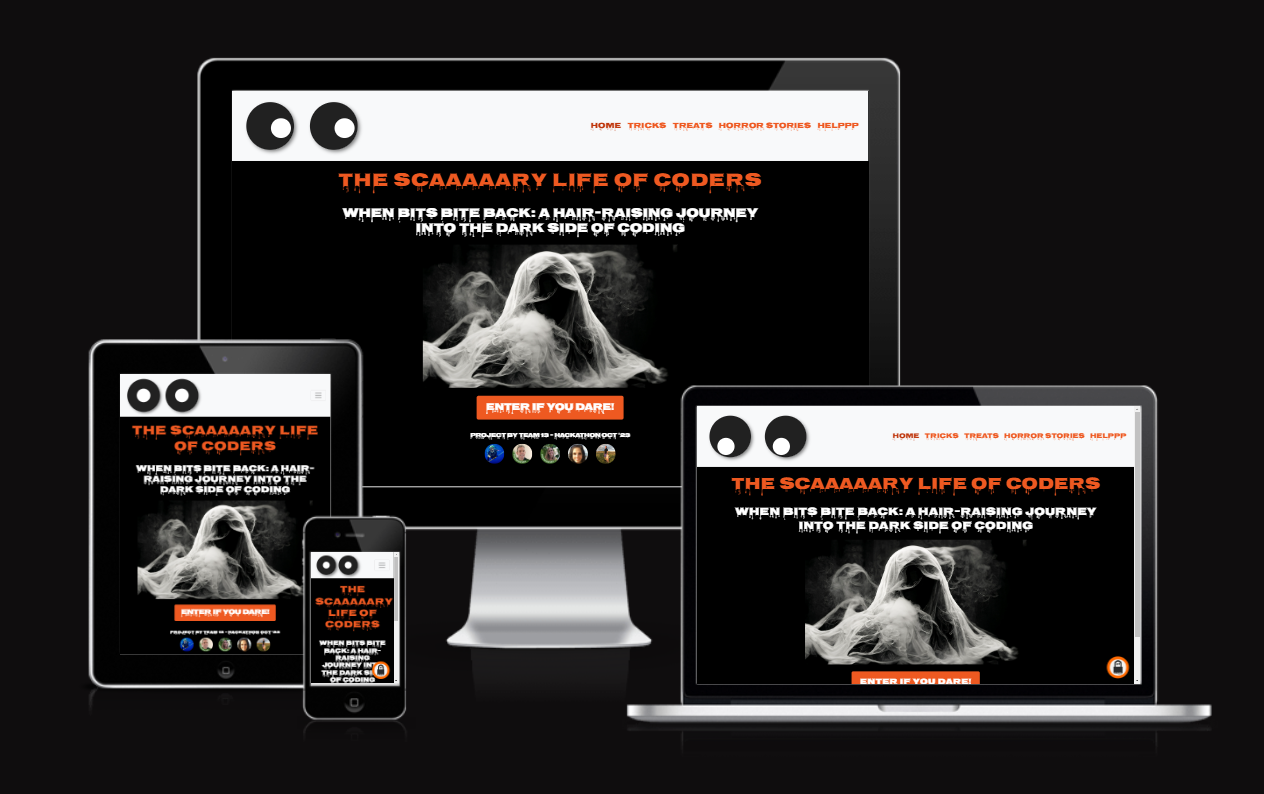 HOME TRICKS TREATS HORROR STORIES HELPPP
THE SCAAAAARY LIFE OF CODERS
WHEN BITS BITE BACK: A HAIR-RAISING JOURNEY
INTO THE DARK SIDE OF CODING
ENTER IF YOU DARE!
PROJECT BY TEAM 13 - HACKATHON OCT '23
THE SCAAAAARY LIFE
OF CODERS
WHEN BITS BITE BACK: A HAIR-
RAISING JOURNEY INTO THE
DARK SIDE OF CODING
ENTER IF YOU DARE!
PROJECT BY TEAM 13 - HACKATHON OCT '23
THE
SCAAAAARY
LIFE OF
CODERS
WHEN BITS BITE
BACK: A HAIR-
RAISING
JOURNEY INTO
THE DARK SIDE
OF CODING
HOME TRICKS TREATS HORROR STORIES HELPPP
THE SCAAAAARY LIFE OF CODERS
WHEN BITS BITE BACK: A HAIR-RAISING JOURNEY
INTO THE DARK SIDE OF CODING
ENTER IF YOU DARE!